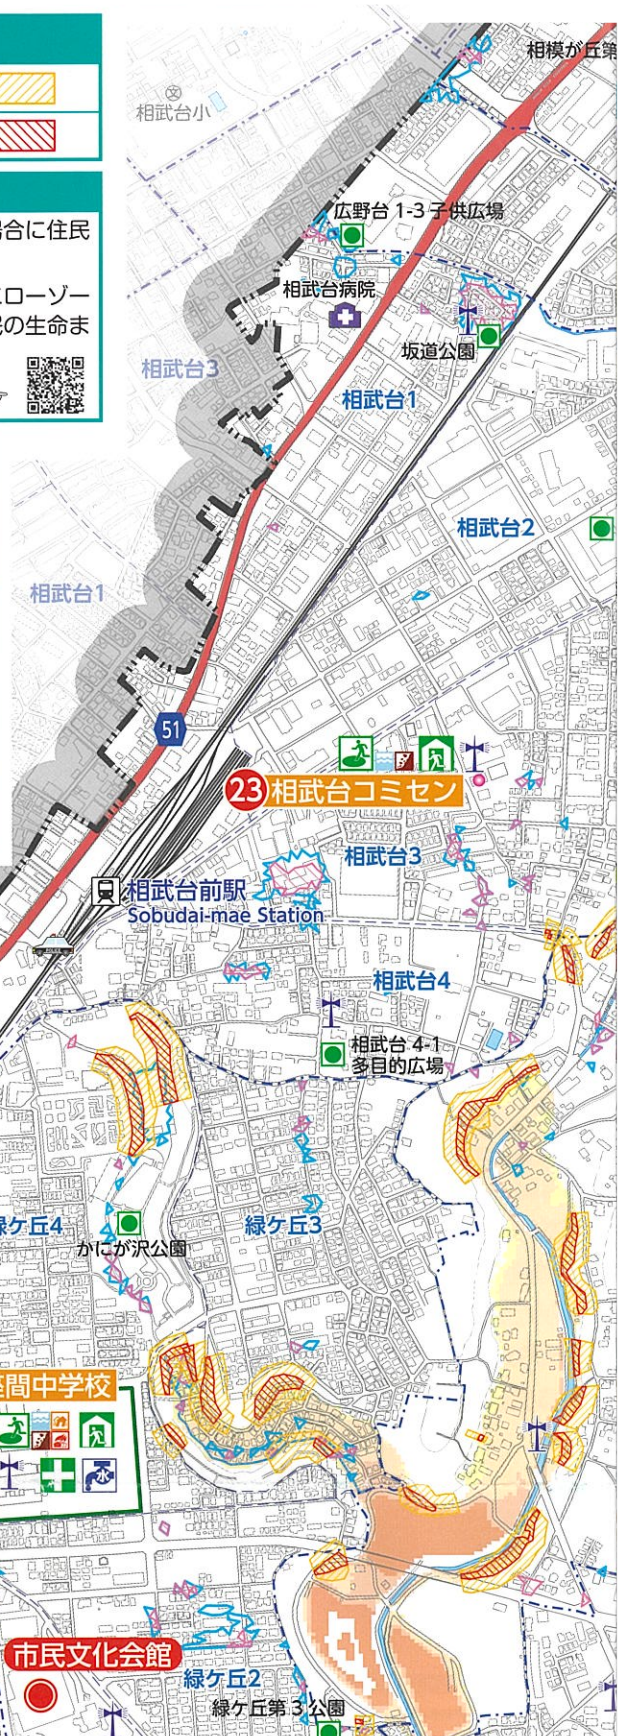 相模が丘第
文
相武台小
場合に住民
エローゾー
民の生命ま
広野台 1-3 子供広場
相武台病院
坂道公園
相武台3
相武台1
相武台2
相武台1
51
23 相武台コミセン
相武台3
相武台前駅
Sobudai-mae Station
相武台4
相武台 4-1
多目的広場
緑ケ丘4
かにが沢公園
緑ケ丘3
座間中学校
水
市民文化会館
緑ケ丘2
緑ケ丘第 3 公園